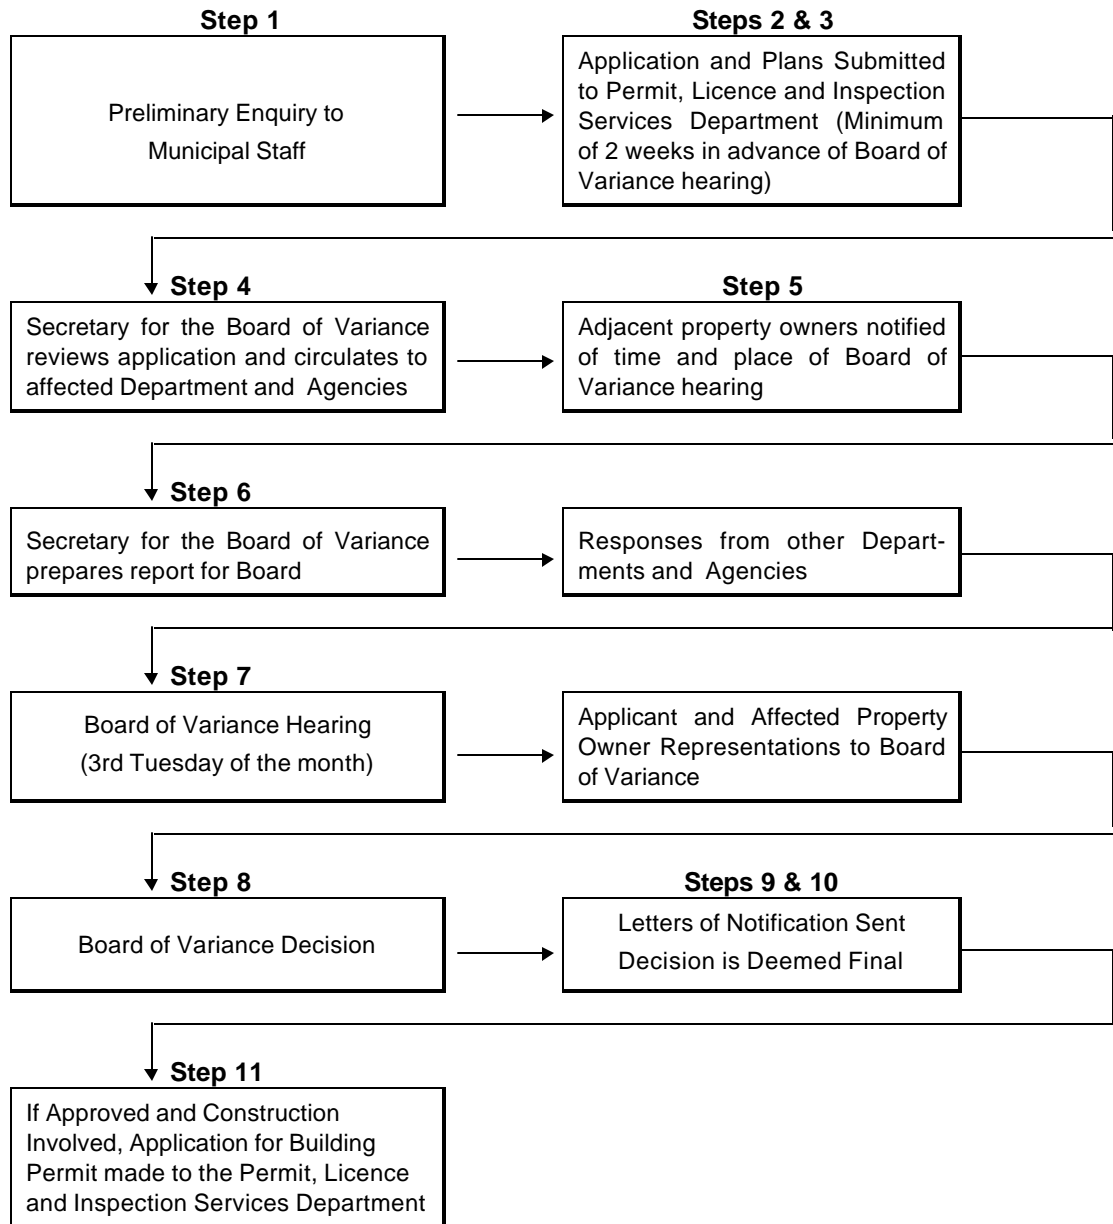 Step 1
Preliminary Enquiry to
Municipal Staff
Steps 2 & 3
Application and Plans Submitted
to Permit, Licence and Inspection
Services Department (Minimum
of 2 weeks in advance of Board of
Variance hearing)
Step 4
Secretary for the Board of Variance
reviews application and circulates to
affected Department and Agencies
Step 5
Adjacent property owners notified
of time and place of Board of
Variance hearing
Step 6
Secretary for the Board of Variance
prepares report for Board
Responses from other Depart-
ments and Agencies
Step 7
Board of Variance Hearing
(3rd Tuesday of the month)
Applicant and Affected Property
Owner Representations to Board
of Variance
Step 8
Board of Variance Decision
Steps 9 & 10
Letters of Notification Sent
Decision is Deemed Final
Step 11
If Approved and Construction
Involved, Application for Building
Permit made to the Permit, Licence
and Inspection Services Department